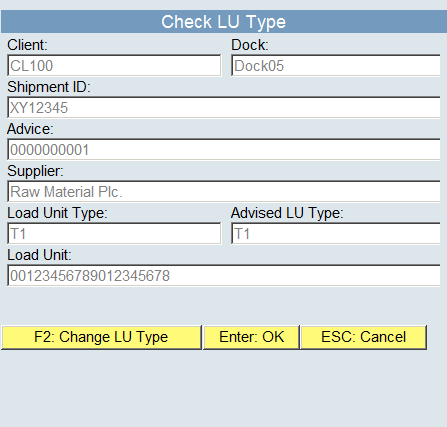 Check LU Type
Client: Dock:
CL100 Dock05
Shipment ID:
XY12345
Advice:
0000000001
Supplier:
Raw Material Plc.
Load Unit Type: Advised LU Type:
T1 T1
Load Unit:
00123456789012345678
F2: Change LU Type Enter: OK ESC: Cancel